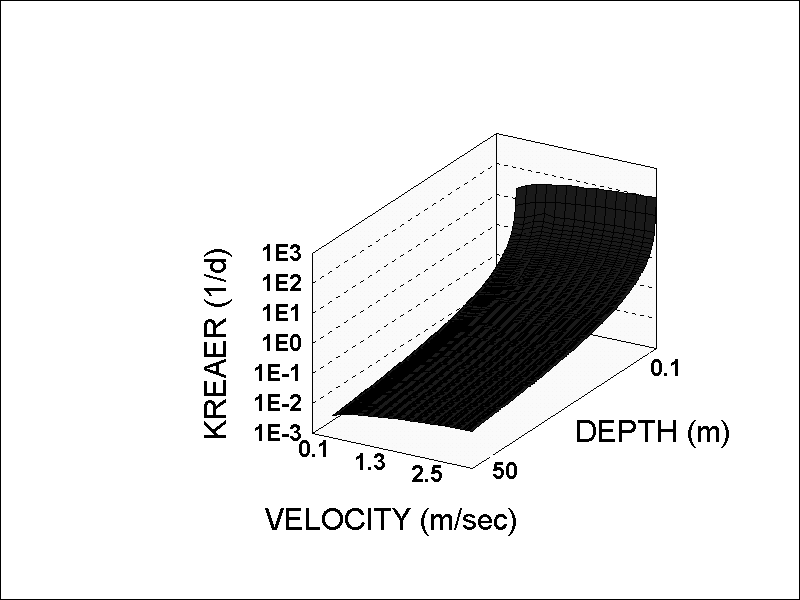 1E3
1E2
1E1
1E0
1E-1
1E-2
1E-3
KREAER (1/d)
0.1
1.3
2.5
VELOCITY (m/sec)
50
0.1
DEPTH (m)